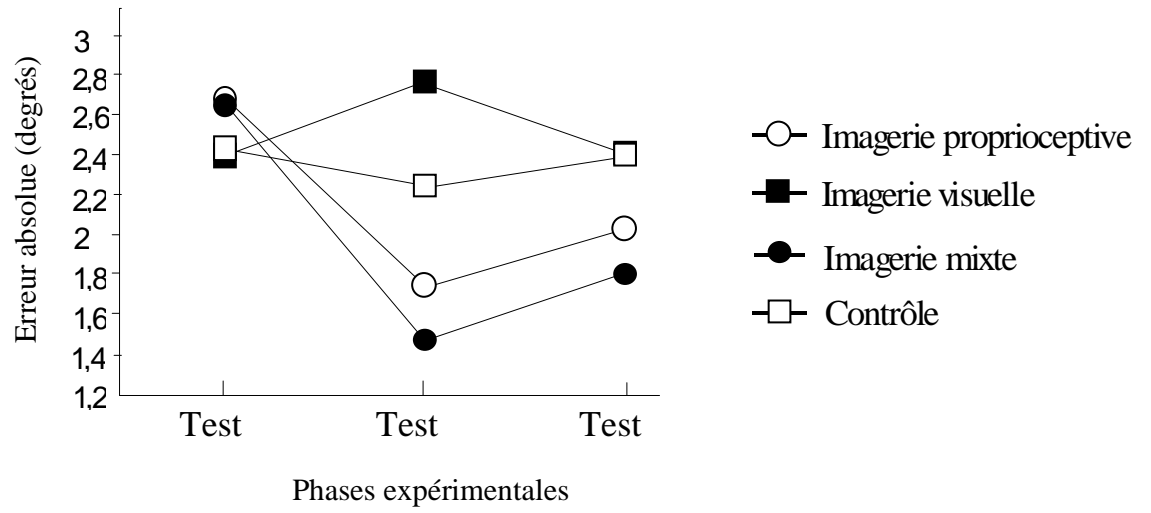 Erreur absolue (degrés)
3
2,8
2,6
2,4
2,2
2
1,8
1,6
1,4
1,2
Test Test Test
Phases expérimentales
Imagerie proprioceptive
Imagerie visuelle
Imagerie mixte
Contrôle